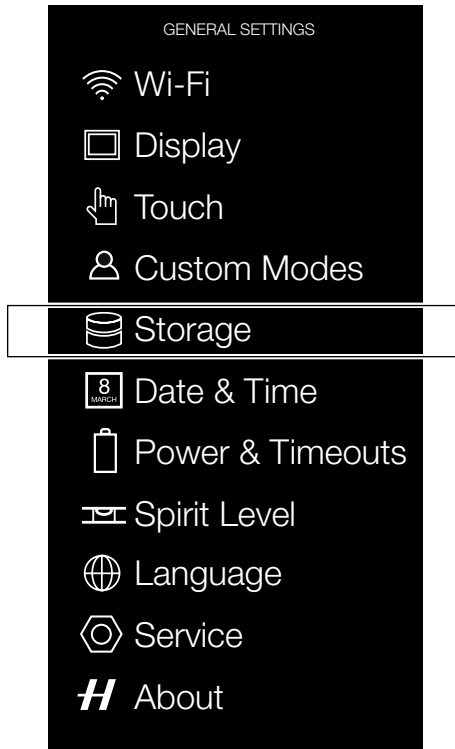 GENERAL SETTINGS
Wi-Fi
Display
Touch
Custom Modes
Storage
8
MARCH
Date & Time
Power & Timeouts
Spirit Level
Language
Service
H About